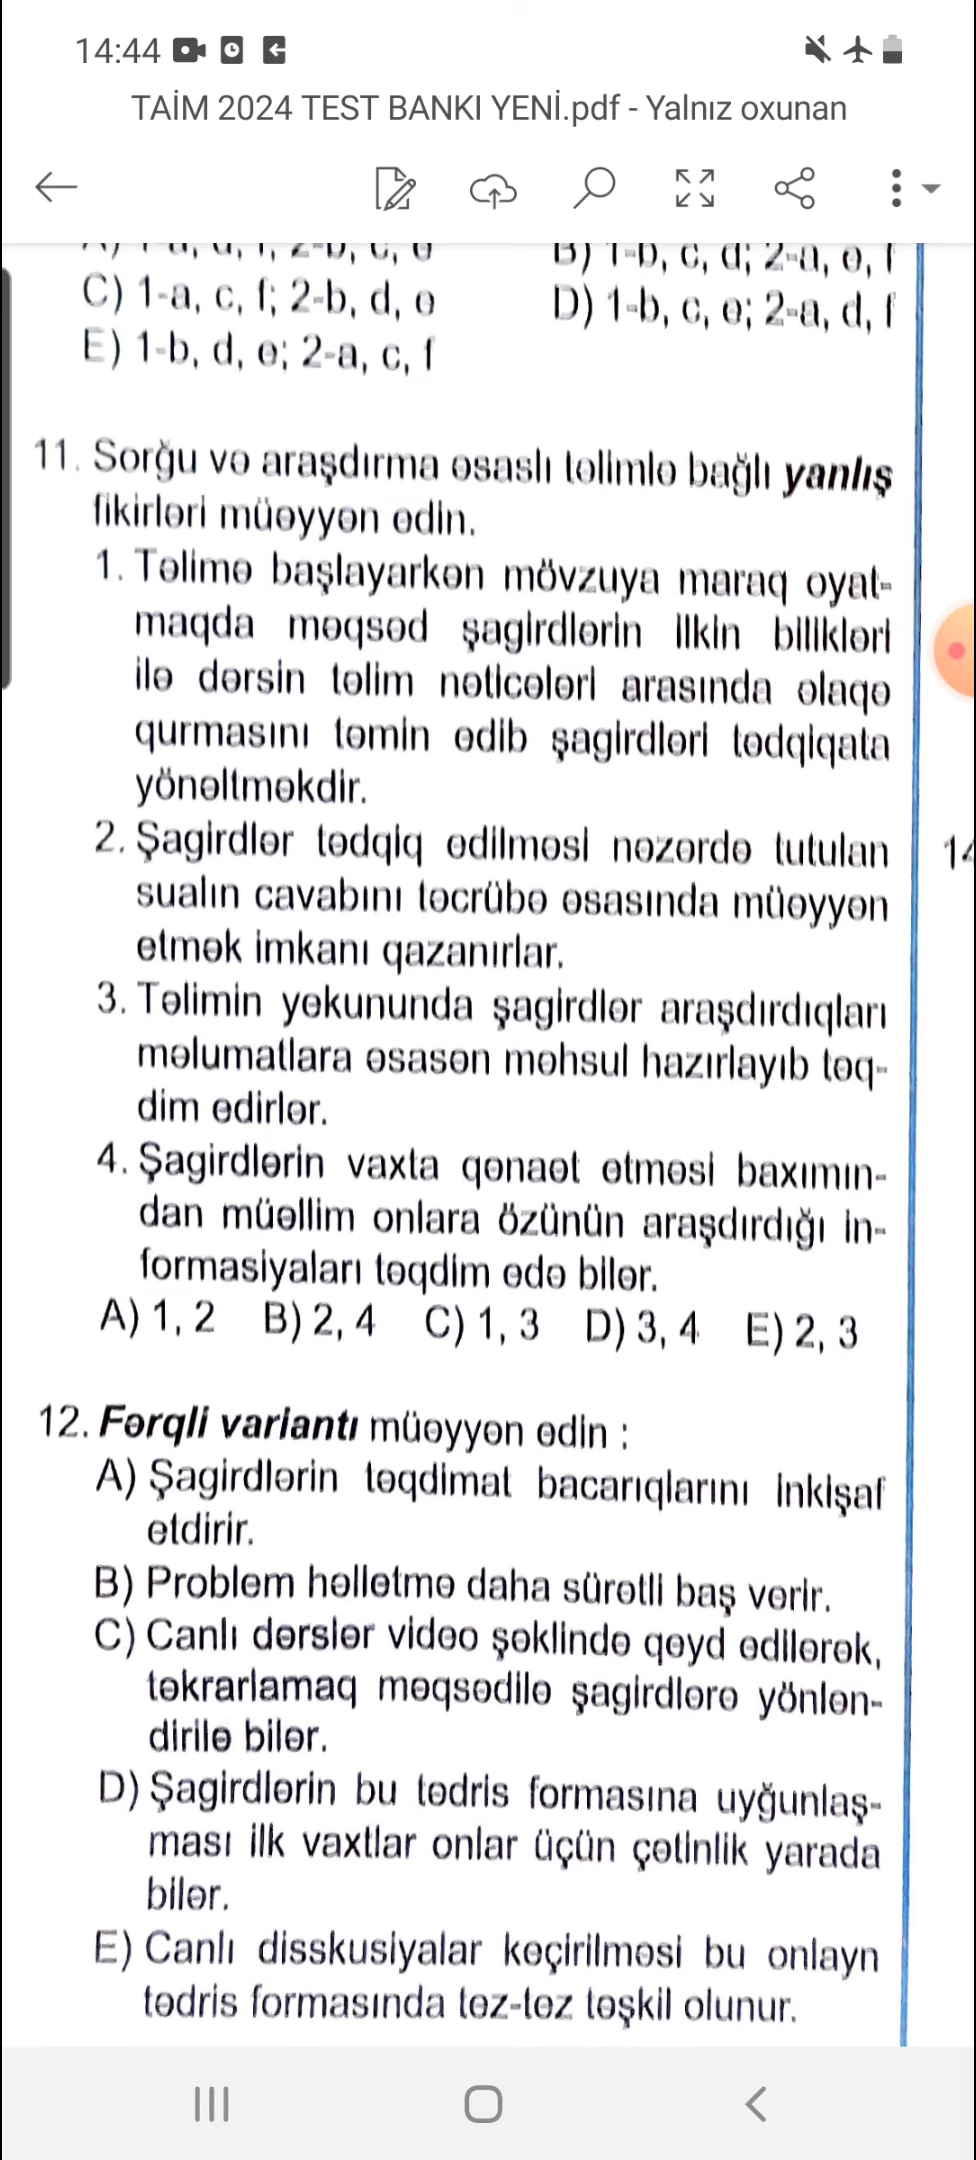 14:44
TAİM 2024 TEST BANKI YENİ.pdf - Yalnız oxunan
B) 1-b, c, d; 2-a, ə, f
C) 1-a, c, f; 2-b, d, ə
D) 1-b, c, ə; 2-a, d, f
E) 1-b, d, ə; 2-a, c, f
11. Sorğu və araşdırma əsaslı təlimlə bağlı yanlış
fikirləri müəyyən edin.
1. Təlimə başlayarkən mövzuya maraq oyat-
maqda məqsəd şagirdlərin ilkin bilikləri
ilə dərsin təlim nəticələri arasında əlaqə
qurmasını təmin edib şagirdləri tədqiqata
yönəltməkdir.
2. Şagirdlər tədqiq edilməsi nəzərdə tutulan
sualın cavabını təcrübə əsasında müəyyən
etmək imkanı qazanırlar.
3. Təlimin yekununda şagirdlər araşdırdıqları
məlumatlara əsasən məhsul hazırlayıb təq-
dim edirlər.
4. Şagirdlərin vaxta qənaət etməsi baxımın-
dan müəllim onlara özünün araşdırdığı in-
formasiyaları təqdim edə bilər.
A) 1, 2 B) 2, 4 C) 1, 3 D) 3, 4 E) 2, 3
12. Fərqli variantı müəyyən edin :
A) Şagirdlərin təqdimat bacarıqlarını inkişaf
etdirir.
B) Problem həlletmə daha sürətli baş verir.
C) Canlı dərslər video şəklində qeyd edilərək,
təkrarlamaq məqsədilə şagirdlərə yönlən-
dirilə bilər.
D) Şagirdlərin bu tədris formasına uyğunlaş-
ması ilk vaxtlar onlar üçün çətinlik yarada
bilər.
E) Canlı disskusiyalar keçirilməsi bu onlayn
tədris formasında tez-tez təşkil olunur.